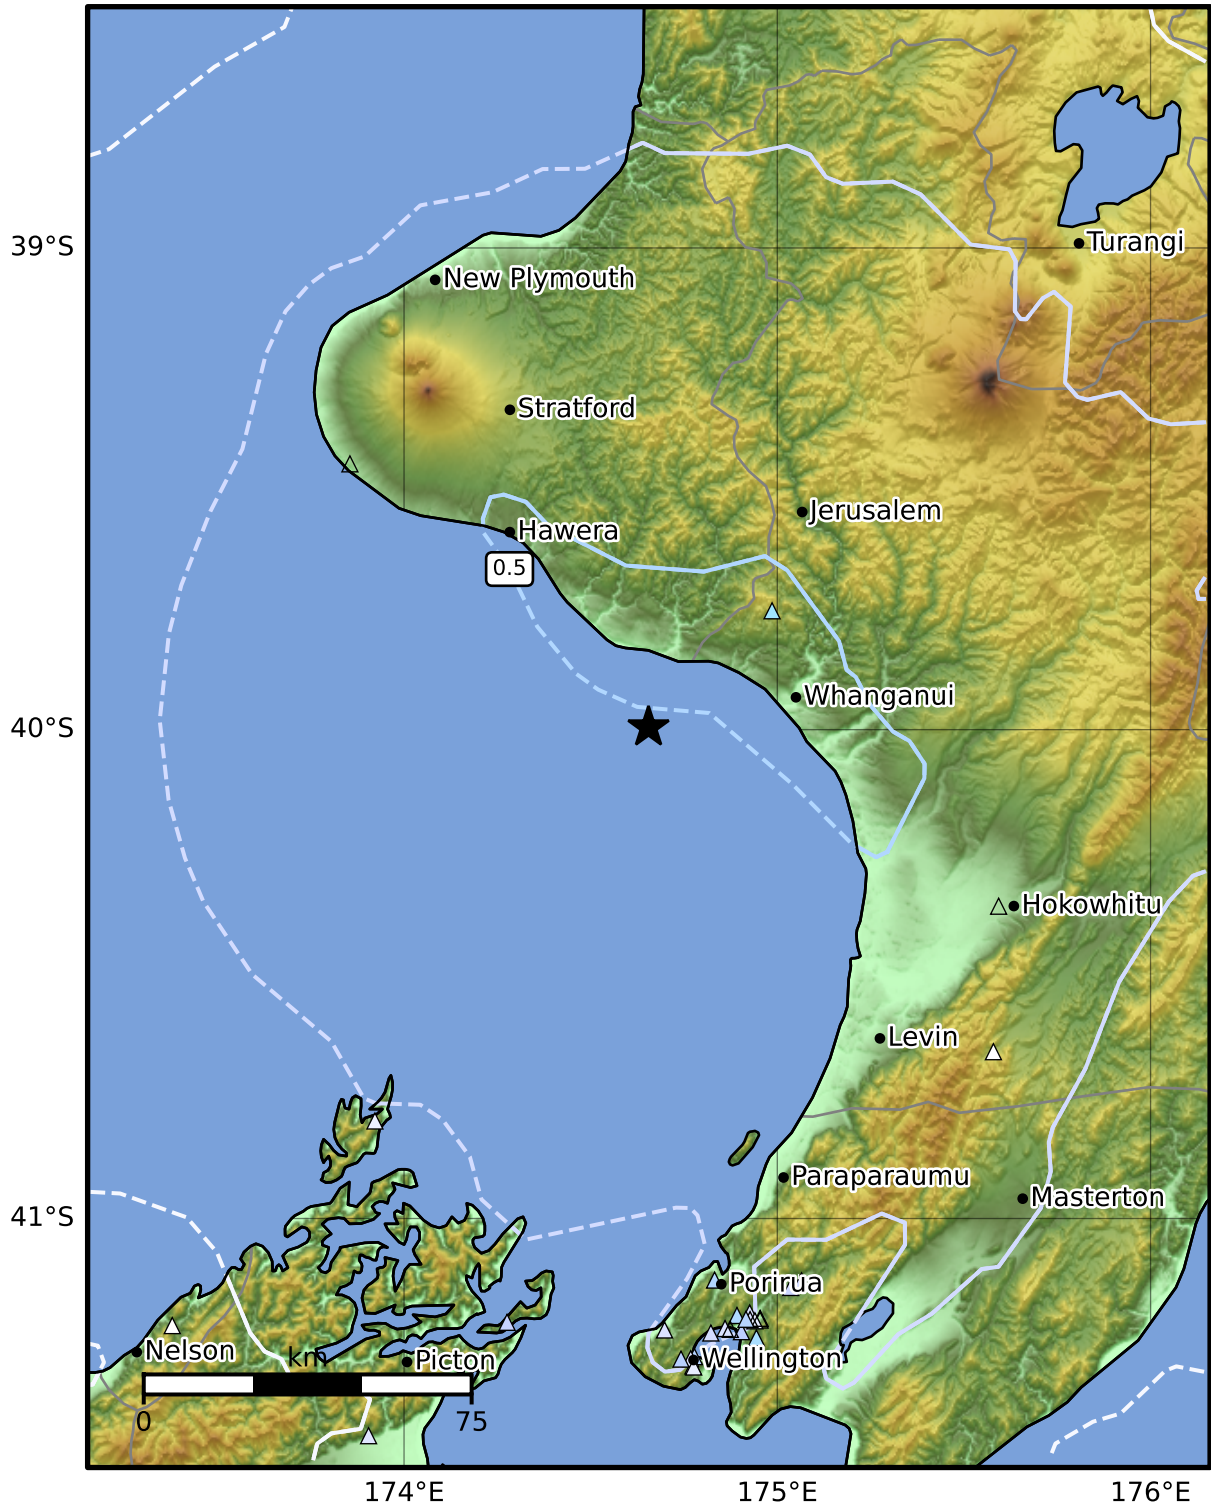 39°S
Turangi
New Plymouth
Stratford
Jerusalem
Hawera
0.5
Whanganui
40°S
Hokowhitu
Levin
Paraparaumu
Masterton
41°S
Porirua
Nelson
km
Picton
Wellington
0
75
174°E
175°E
176°E